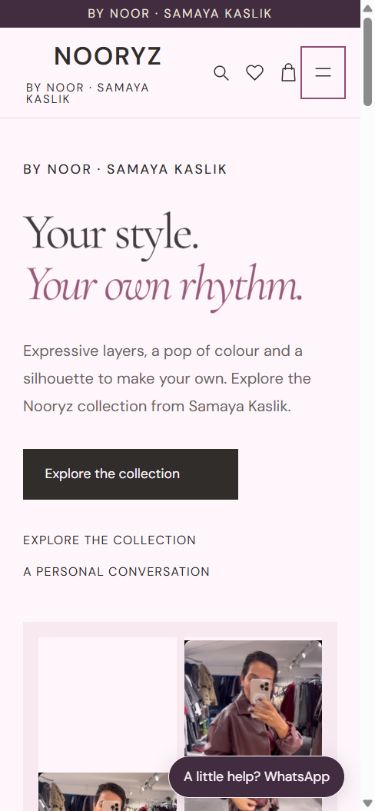 BY NOOR · SAMAYA KASLIK
NOORYZ
BY NOOR · SAMAYA
KASLIK
BY NOOR · SAMAYA KASLIK
Your style.
Your own rhythm.
Expressive layers, a pop of colour and a
silhouette to make your own. Explore the
Nooryz collection from Samaya Kaslik.
Explore the collection
EXPLORE THE COLLECTION
A PERSONAL CONVERSATION
A little help? WhatsApp